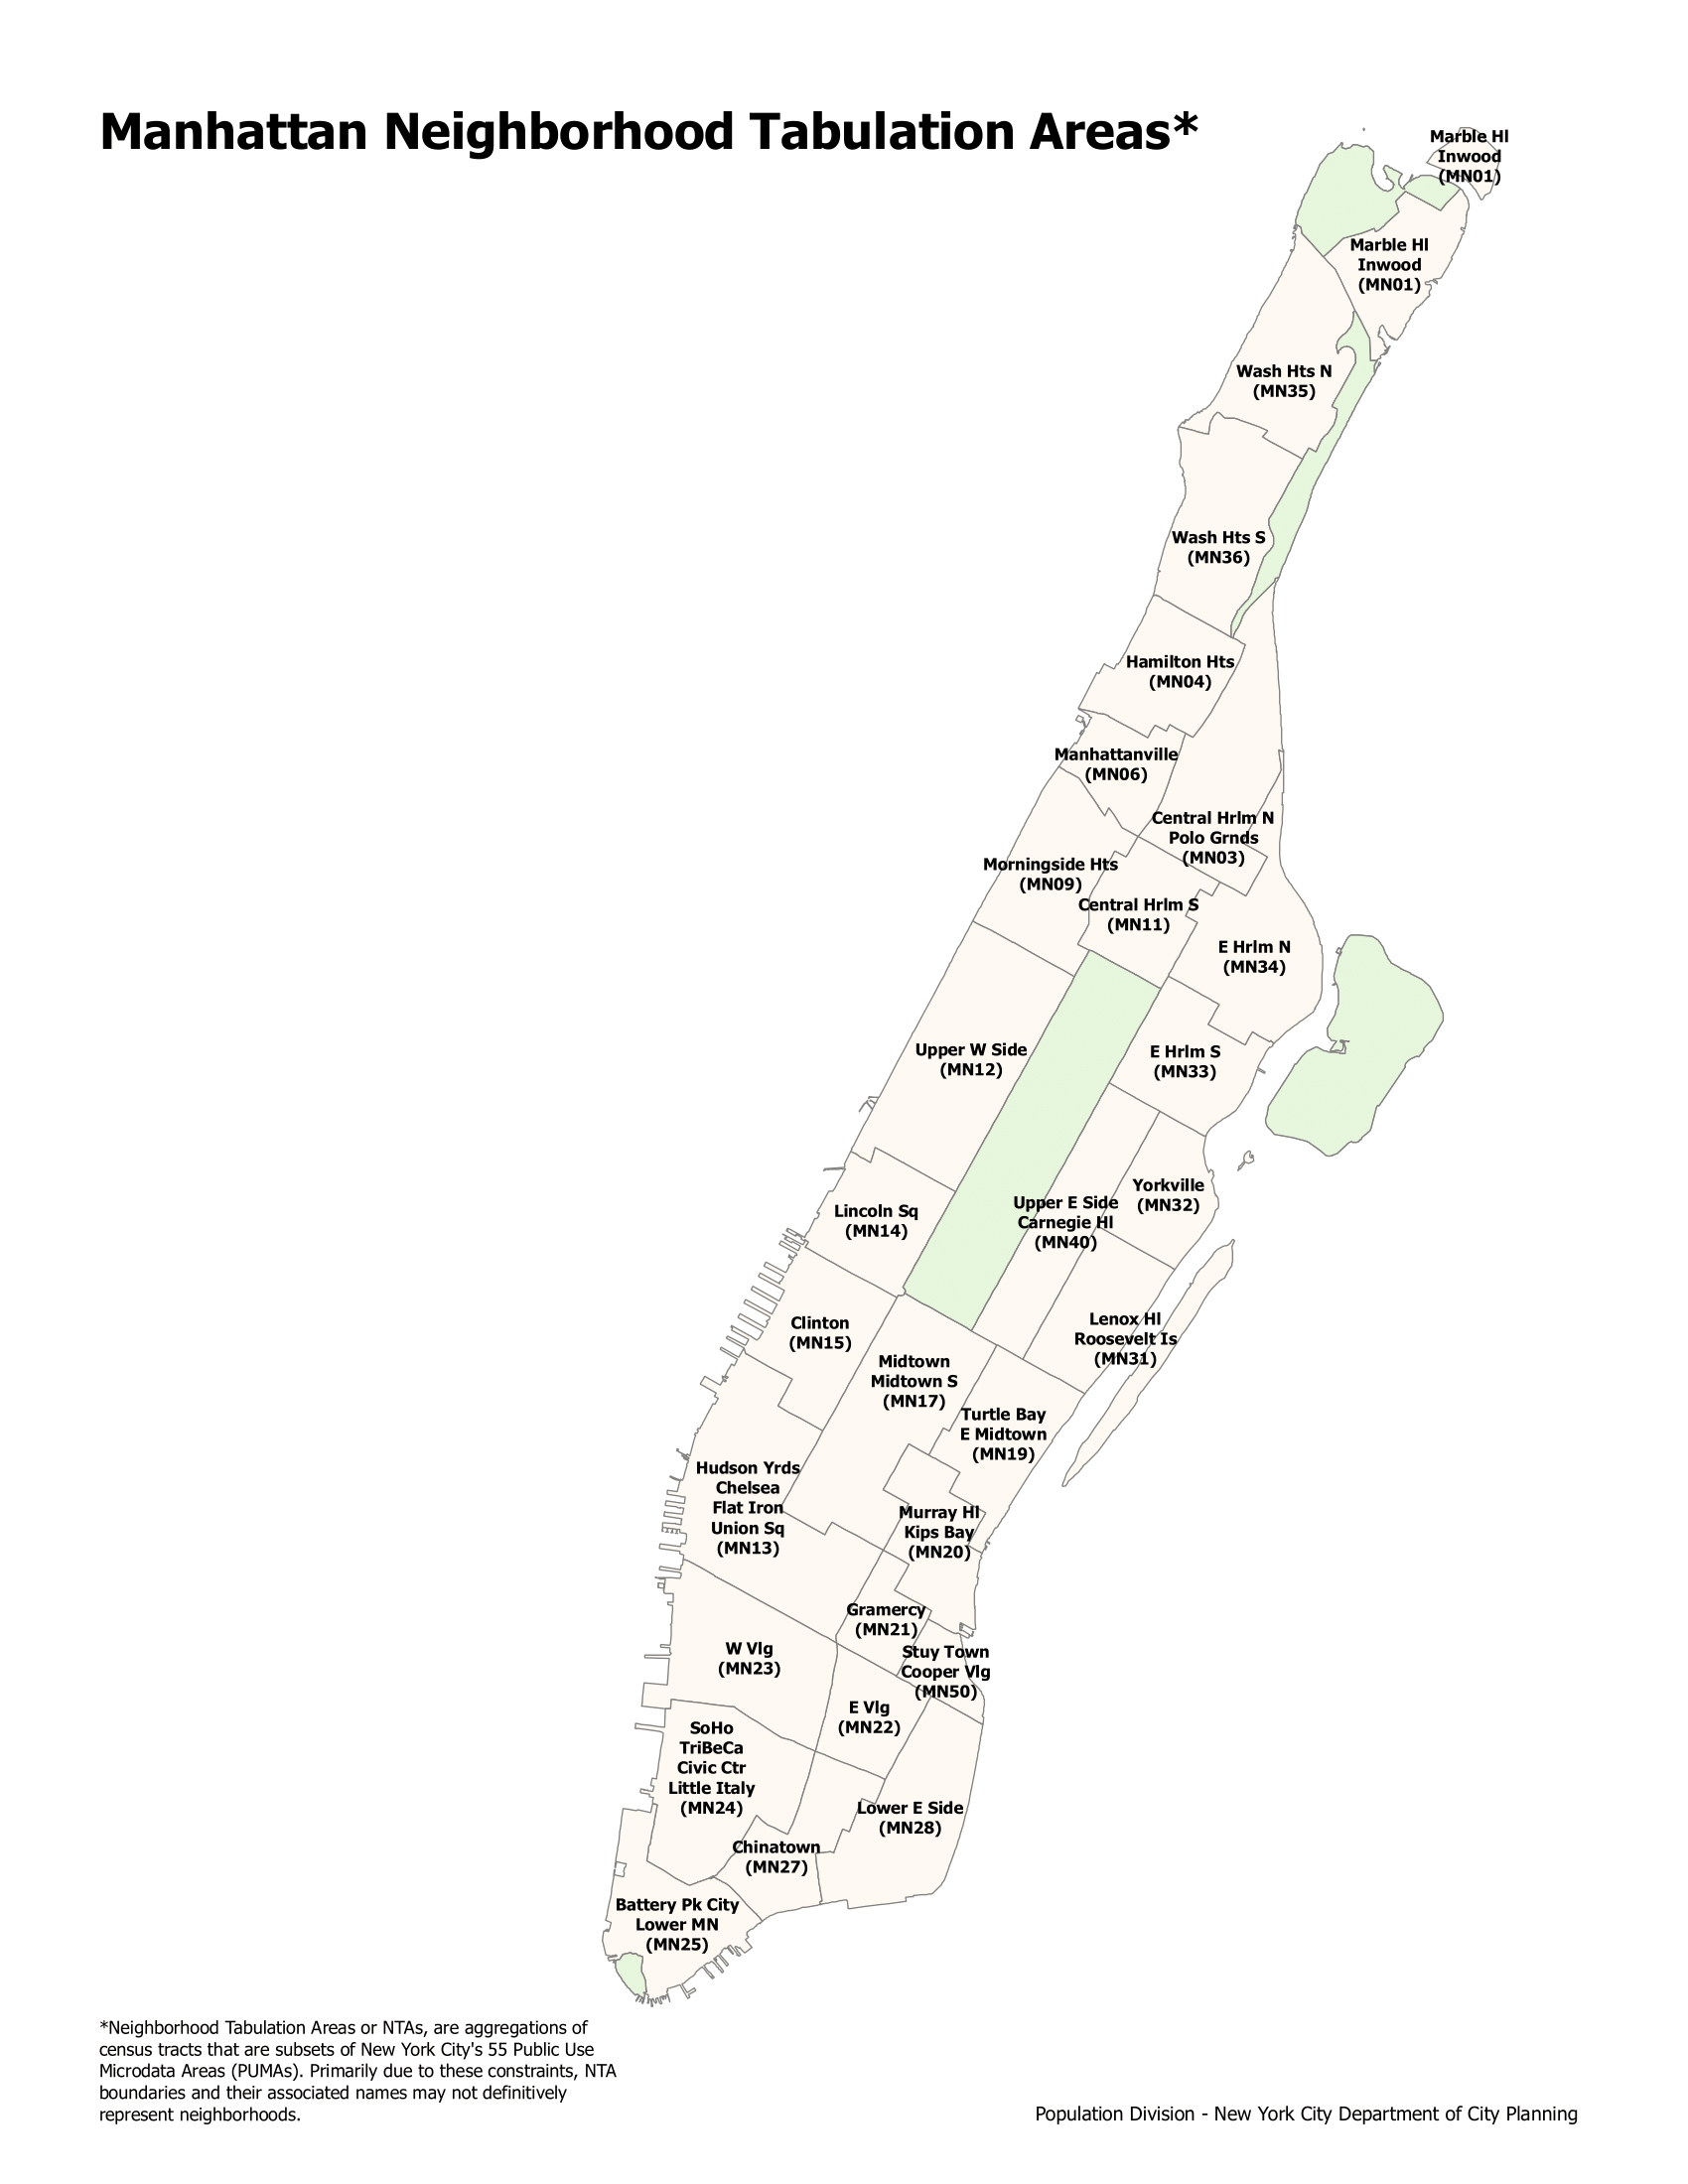 Manhattan Neighborhood Tabulation Areas*
Marble Hl
Inwood
(MN01)
Marble Hl
Inwood
(MN01)
Wash Hts N
(MN35)
Wash Hts S
(MN36)
Hamilton Hts
(MN04)
Manhattanville
(MN06)
Central Hrlm N
Polo Grnds
(MN03)
Morningside Hts
(MN09)
Central Hrlm S
(MN11)
E Hrlm N
(MN34)
Upper W Side
(MN12)
E Hrlm S
(MN33)
Yorkville
(MN32)
Upper E Side
Carnegie Hl
(MN40)
Lincoln Sq
(MN14)
Lenox Hl
Roosevelt Is
(MN31)
Clinton
(MN15)
Midtown
Midtown S
(MN17)
Turtle Bay
E Midtown
(MN19)
Hudson Yrds
Chelsea
Flat Iron
Union Sq
(MN13)
Murray Hl
Kips Bay
(MN20)
Gramercy
(MN21)
Stuy Town
Cooper Vlg
(MN50)
W Vlg
(MN23)
E Vlg
(MN22)
SoHo
TriBeCa
Civic Ctr
Little Italy
(MN24)
Lower E Side
(MN28)
Chinatown
(MN27)
Battery Pk City
Lower MN
(MN25)
*Neighborhood Tabulation Areas or NTAs, are aggregations of
census tracts that are subsets of New York City's 55 Public Use
Microdata Areas (PUMAs). Primarily due to these constraints, NTA
boundaries and their associated names may not definitively
represent neighborhoods.
Population Division - New York City Department of City Planning